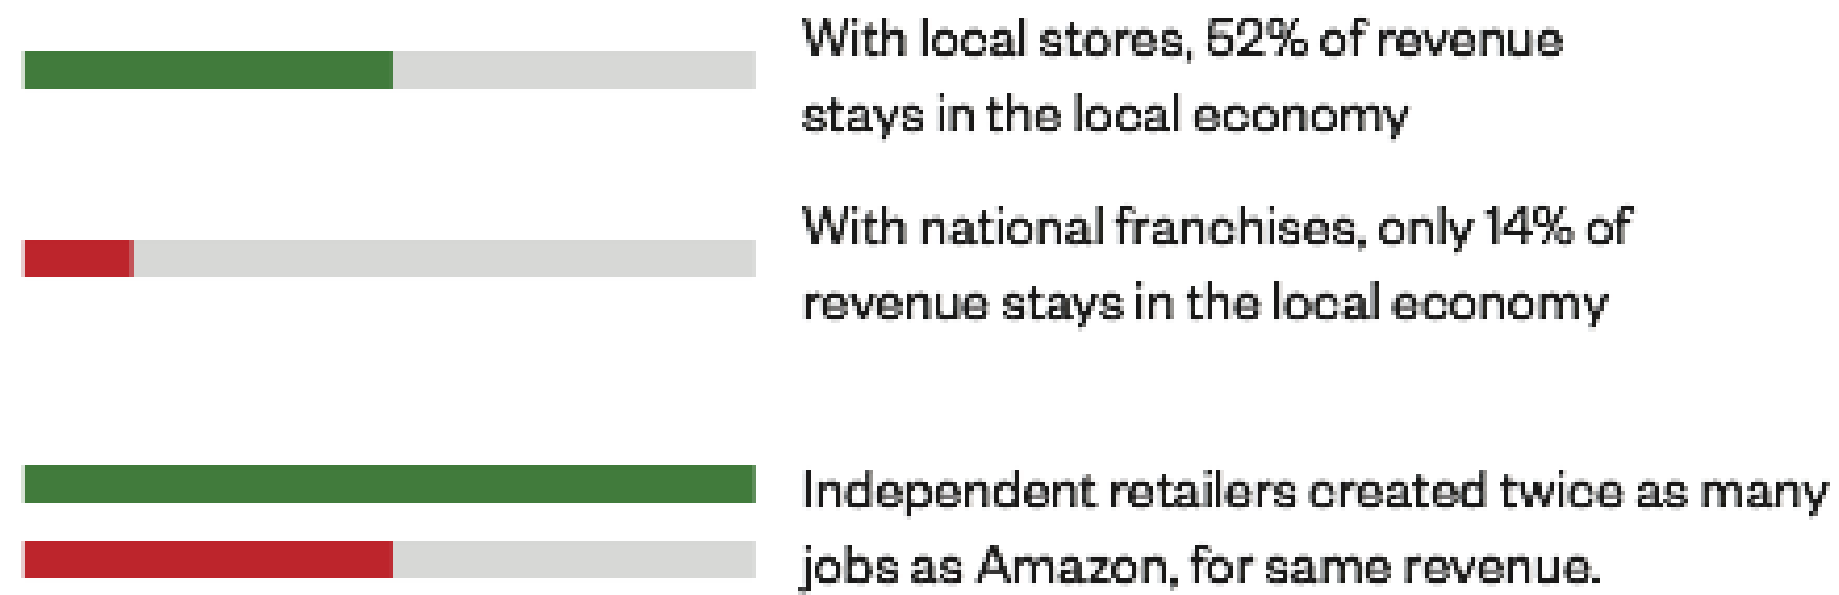 With local stores, 52% of revenue
stays in the local economy
With national franchises, only 14% of
revenue stays in the local economy
Independent retailers created twice as many
jobs as Amazon, for same revenue.